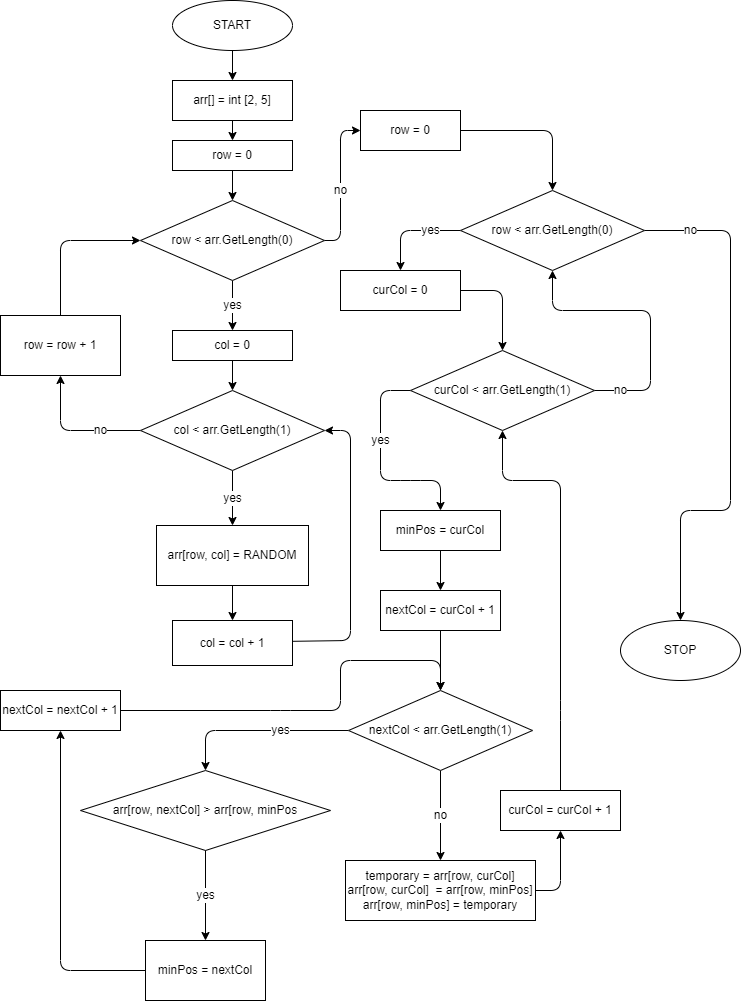 START
arr[] = int [2, 5]
row = 0
row < arr.GetLength(0)
no
yes
row = row + 1
col = 0
col < arr.GetLength(1)
no
yes
arr[row, col] = RANDOM
col = col + 1
row = 0
row < arr.GetLength(0)
yes
no
curCol = 0
curCol < arr.GetLength(1)
no
yes
minPos = curCol
nextCol = curCol + 1
STOP
nextCol = nextCol + 1
nextCol < arr.GetLength(1)
yes
no
arr[row, nextCol] > arr[row, minPos
yes
minPos = nextCol
curCol = curCol + 1
temporary = arr[row, curCol]
arr[row, curCol]  = arr[row, minPos]
arr[row, minPos] = temporary